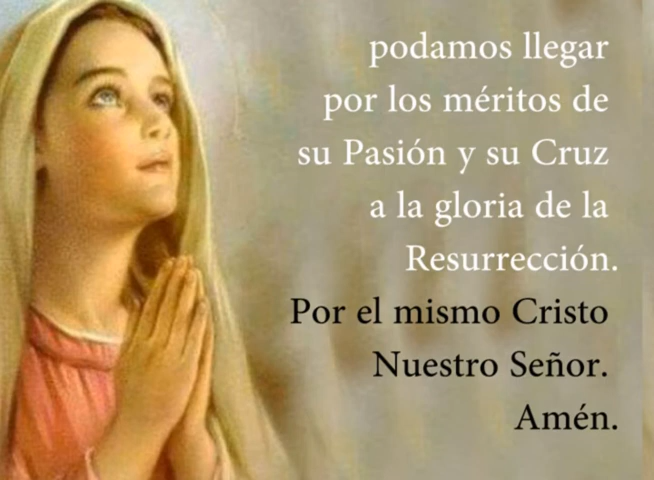 podamos llegar
por los méritos de
su Pasión y su Cruz
a la gloria de la
Resurrección.
Por el mismo Cristo
Nuestro Señor.
Amén.